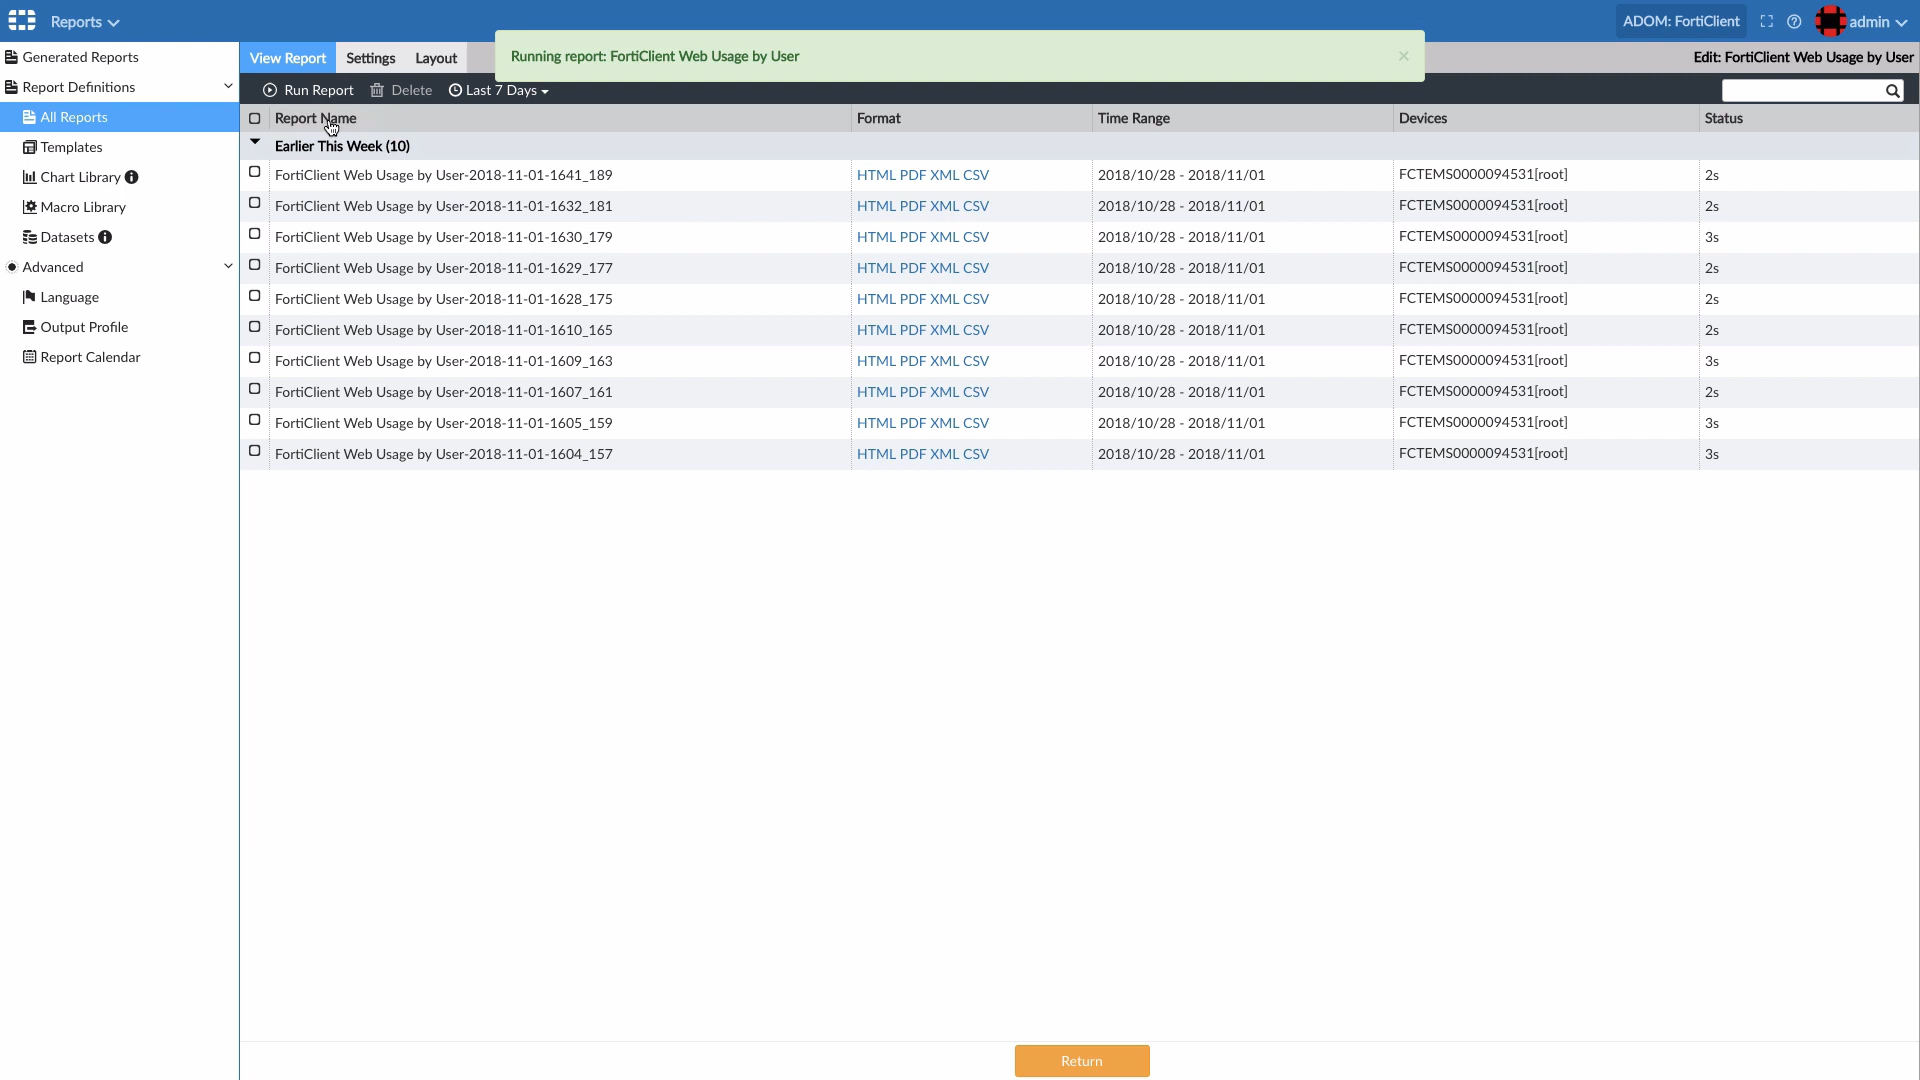 Reports
ADOM: FortiClient
admin
Generated Reports
Report Definitions
All Reports
Templates
Chart Library
Macro Library
Datasets
Advanced
Language
Output Profile
Report Calendar
View Report Settings Layout
Running report: FortiClient Web Usage by User ×
Edit: FortiClient Web Usage by User
Run Report Delete Last 7 Days
Report Name Format Time Range Devices Status
Earlier This Week (10)
FortiClient Web Usage by User-2018-11-01-1641_189 HTML PDF XML CSV 2018/10/28 - 2018/11/01 FCTEMS0000094531[root] 2s
FortiClient Web Usage by User-2018-11-01-1632_181 HTML PDF XML CSV 2018/10/28 - 2018/11/01 FCTEMS0000094531[root] 2s
FortiClient Web Usage by User-2018-11-01-1630_179 HTML PDF XML CSV 2018/10/28 - 2018/11/01 FCTEMS0000094531[root] 3s
FortiClient Web Usage by User-2018-11-01-1629_177 HTML PDF XML CSV 2018/10/28 - 2018/11/01 FCTEMS0000094531[root] 2s
FortiClient Web Usage by User-2018-11-01-1628_175 HTML PDF XML CSV 2018/10/28 - 2018/11/01 FCTEMS0000094531[root] 2s
FortiClient Web Usage by User-2018-11-01-1610_165 HTML PDF XML CSV 2018/10/28 - 2018/11/01 FCTEMS0000094531[root] 2s
FortiClient Web Usage by User-2018-11-01-1609_163 HTML PDF XML CSV 2018/10/28 - 2018/11/01 FCTEMS0000094531[root] 3s
FortiClient Web Usage by User-2018-11-01-1607_161 HTML PDF XML CSV 2018/10/28 - 2018/11/01 FCTEMS0000094531[root] 2s
FortiClient Web Usage by User-2018-11-01-1605_159 HTML PDF XML CSV 2018/10/28 - 2018/11/01 FCTEMS0000094531[root] 3s
FortiClient Web Usage by User-2018-11-01-1604_157 HTML PDF XML CSV 2018/10/28 - 2018/11/01 FCTEMS0000094531[root] 3s
Return